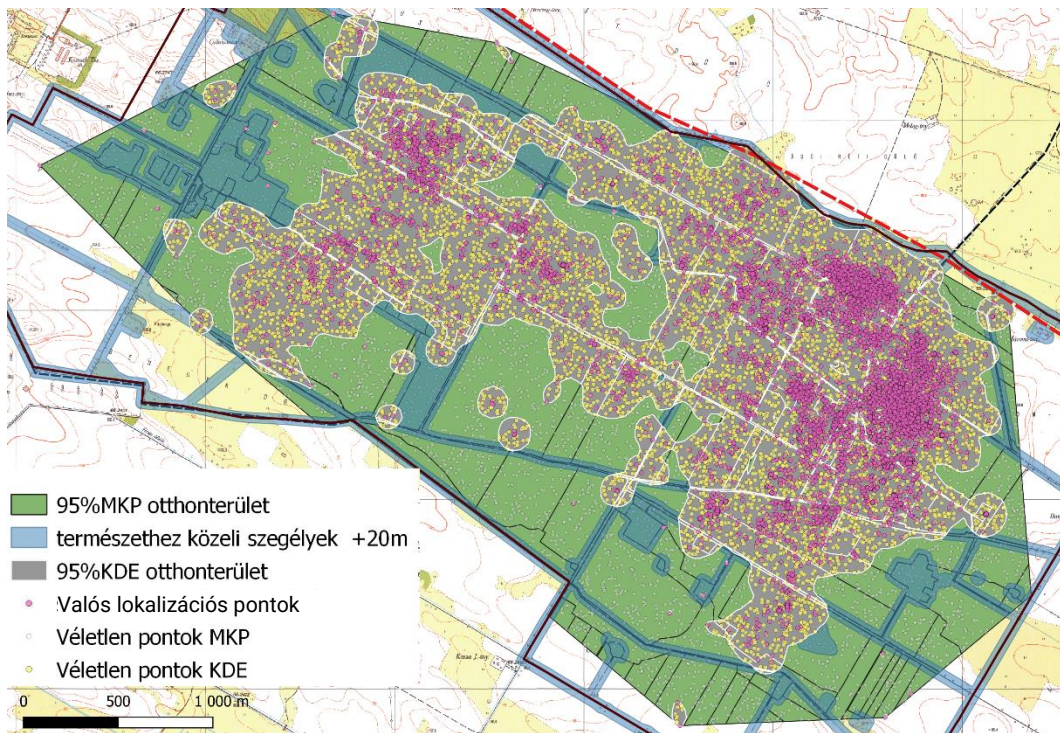 95%MKP otthonterület
természethez közeli szegélyek +20m
95%KDE otthonterület
Valós lokalizációs pontok
Véletlen pontok MKP
Véletlen pontok KDE
0 500 1 000 m